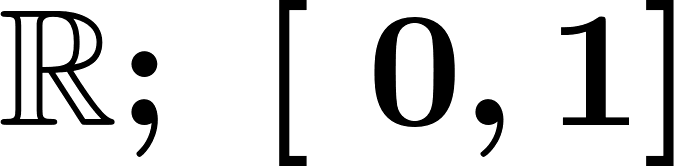 ℝ; [ 0, 1]